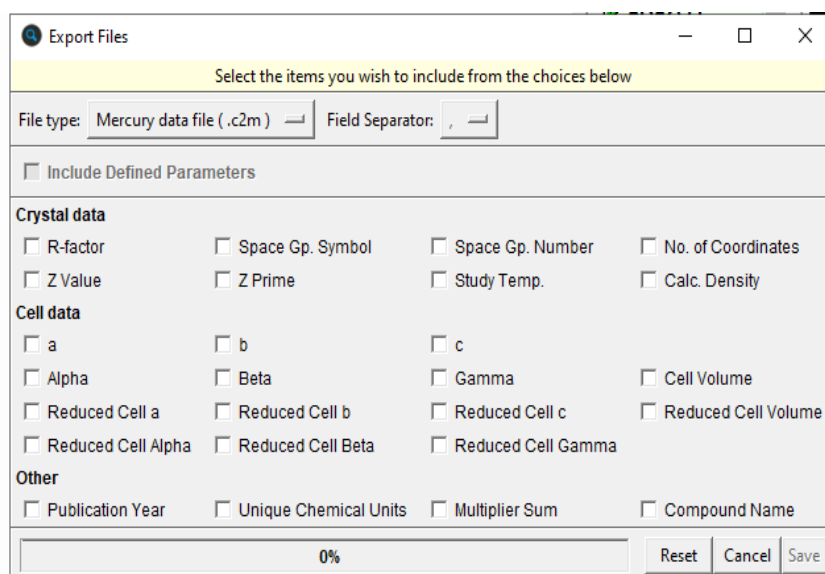 Export Files
Select the items you wish to include from the choices below
File type: Mercury data file ( .c2m ) Field Separator: ,
Include Defined Parameters
Crystal data
R-factor Space Gp. Symbol Space Gp. Number No. of Coordinates
Z Value Z Prime Study Temp. Calc. Density
Cell data
a b c
Alpha Beta Gamma Cell Volume
Reduced Cell a Reduced Cell b Reduced Cell c Reduced Cell Volume
Reduced Cell Alpha Reduced Cell Beta Reduced Cell Gamma
Other
Publication Year Unique Chemical Units Multiplier Sum Compound Name
0% Reset Cancel Save